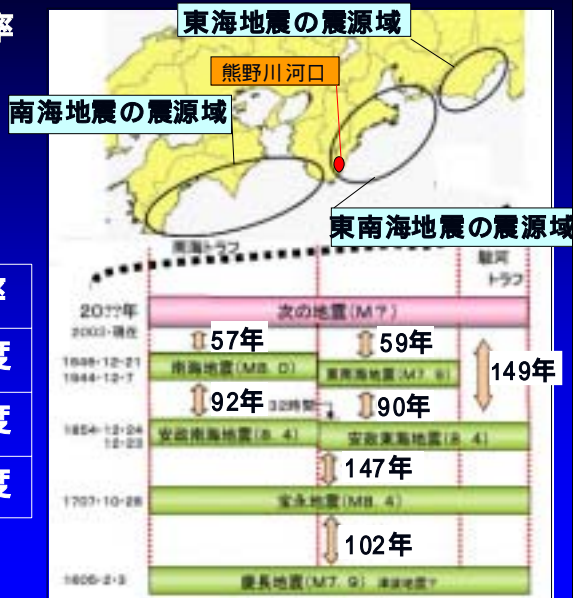 率
東海地震の震源域
熊野川河口
南海地震の震源域
東南海地震の震源域
南海トラフ
駿河
トラフ
率
度
度
度
20??年
次の地震(M?)
2003・現在
57年
59年
149年
1946-12-21
1944-12-7
南海地震(M8.0)
東南海地震(M7.9)
92年
32時間
90年
1854-12-24
12-23
安政南海地震(8.4)
安政東海地震(8.4)
147年
1707-10-28
宝永地震(M8.4)
102年
1605-2-3
慶長地震(M7.9)